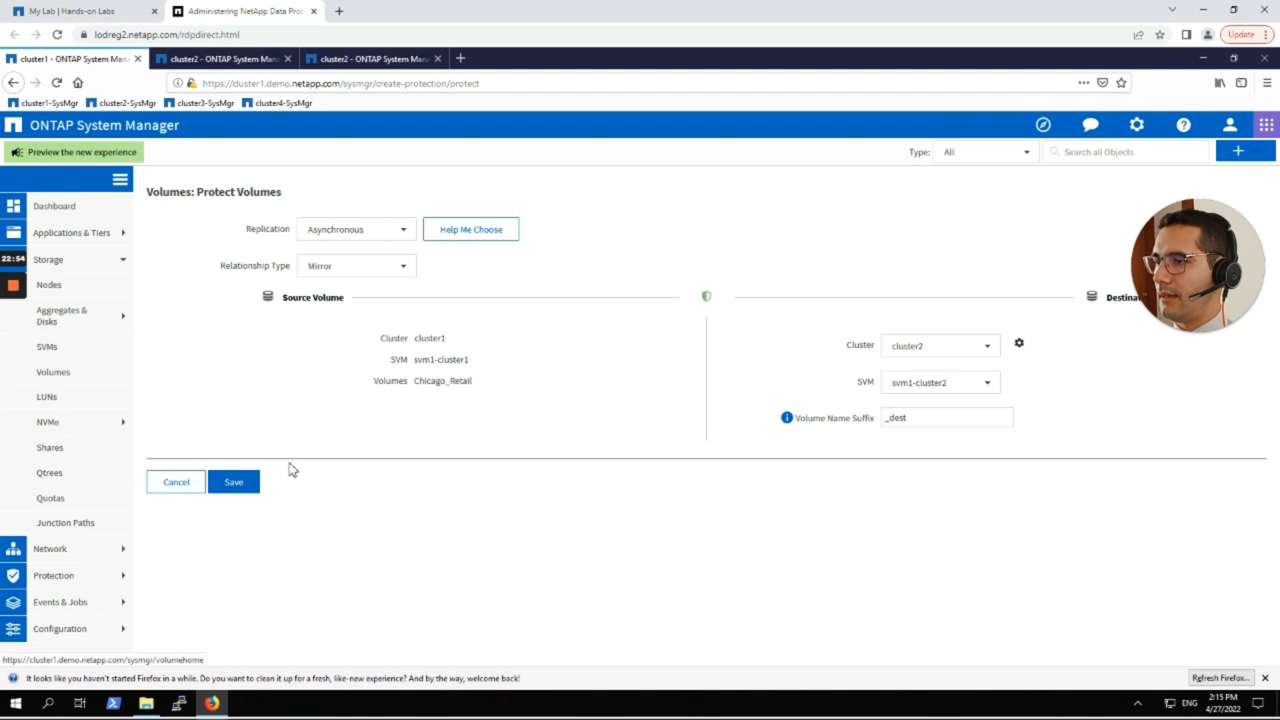 My Lab | Hands-on Labs
Administering NetApp Data Prot
lodreg2.netapp.com/rdpdirect.html
Update
cluster1 - ONTAP System Mana
cluster2 - ONTAP System Mana
cluster2 - ONTAP System Mana
https://cluster1.demo.netapp.com/sysmgr/create-protection/protect
cluster1-SysMgr
cluster2-SysMgr
cluster3-SysMgr
cluster4-SysMgr
ONTAP System Manager
Preview the new experience
Type: All
Search all Objects
Dashboard
Applications & Tiers
22:54
Storage
Nodes
Aggregates &
Disks
SVMs
Volumes
LUNs
NVMe
Shares
Qtrees
Quotas
Junction Paths
Network
Protection
Events & Jobs
Configuration
Volumes: Protect Volumes
Replication Asynchronous Help Me Choose
Relationship Type Mirror
Source Volume
Destina
Cluster cluster1
SVM svm1-cluster1
Volumes Chicago_Retail
Cluster cluster2
SVM svm1-cluster2
Volume Name Suffix _dest
Cancel Save
https://cluster1.demo.netapp.com/sysmgr/volumehome
It looks like you haven't started Firefox in a while. Do you want to clean it up for a fresh, like-new experience? And by the way, welcome back!
Refresh Firefox...
ENG
2:15 PM
4/27/2022